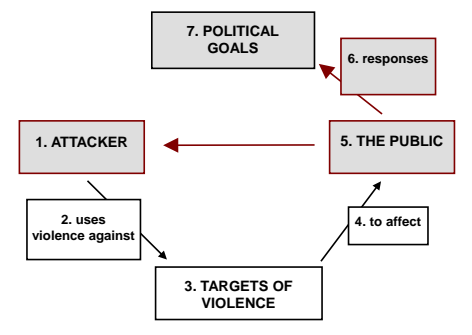 7. POLITICAL
GOALS
6. responses
1. ATTACKER
5. THE PUBLIC
2. uses
violence against
4. to affect
3. TARGETS OF
VIOLENCE